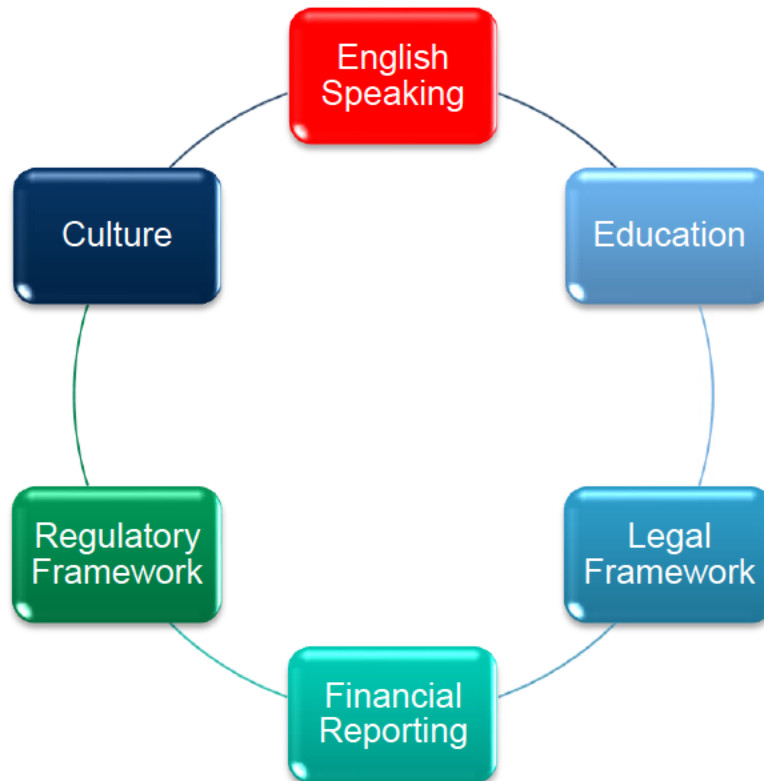 English
Speaking
Education
Legal
Framework
Financial
Reporting
Regulatory
Framework
Culture